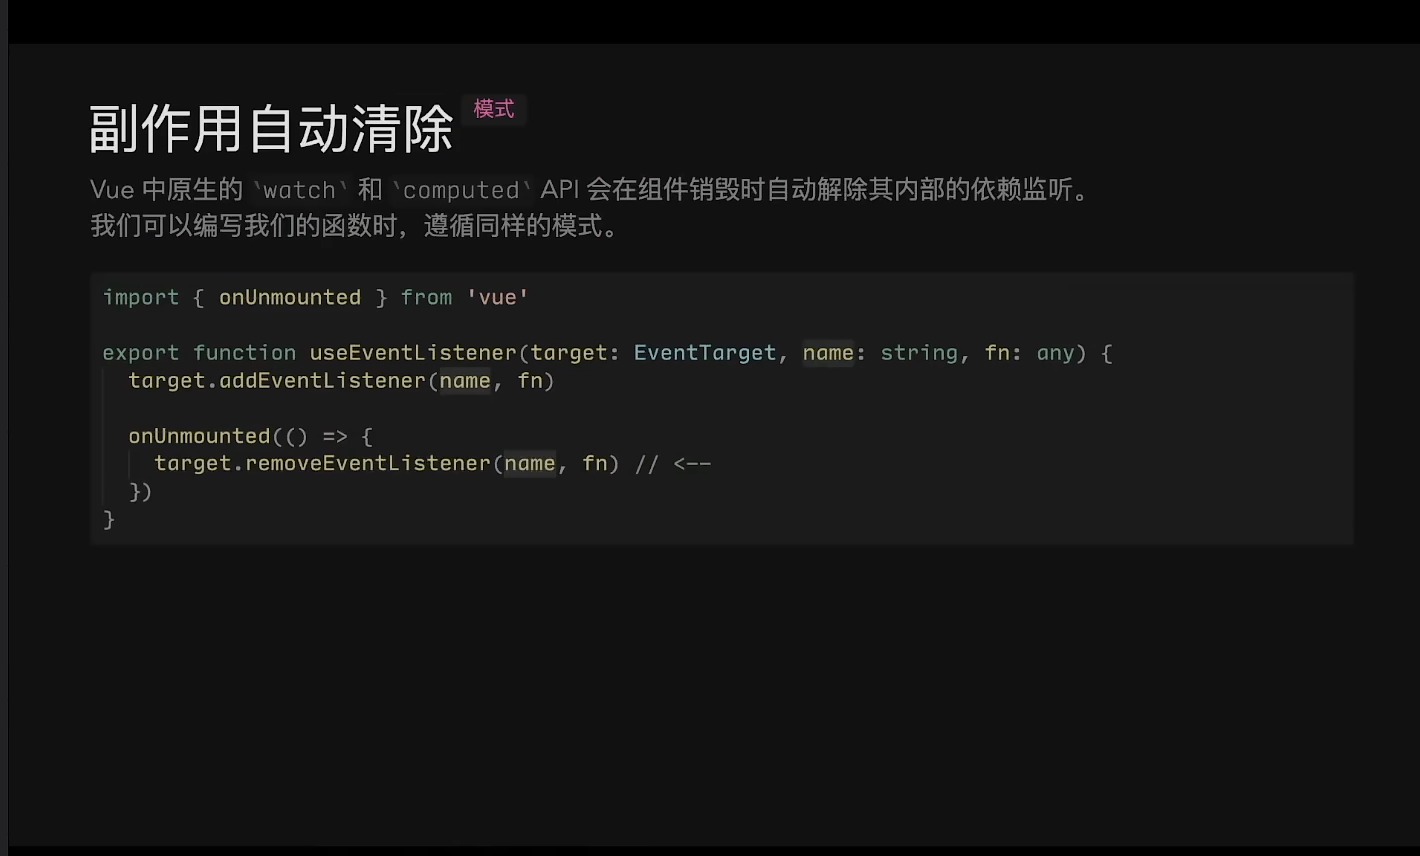 副作用自动清除 模式
Vue 中原生的 `watch` 和 `computed` API 会在组件销毁时自动解除其内部的依赖监听。
我们可以编写我们的函数时，遵循同样的模式。
import { onUnmounted } from 'vue'
export function useEventListener(target: EventTarget, name: string, fn: any) {
  target.addEventListener(name, fn)
  onUnmounted(() => {
    target.removeEventListener(name, fn) // <--
  })
}